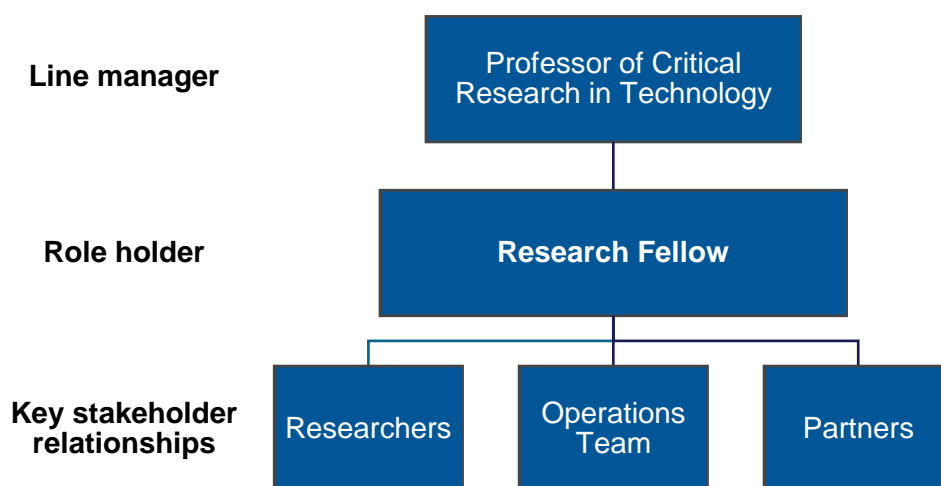 Line manager
Professor of Critical
Research in Technology
Role holder
Research Fellow
Key stakeholder
relationships
Researchers
Operations
Team
Partners